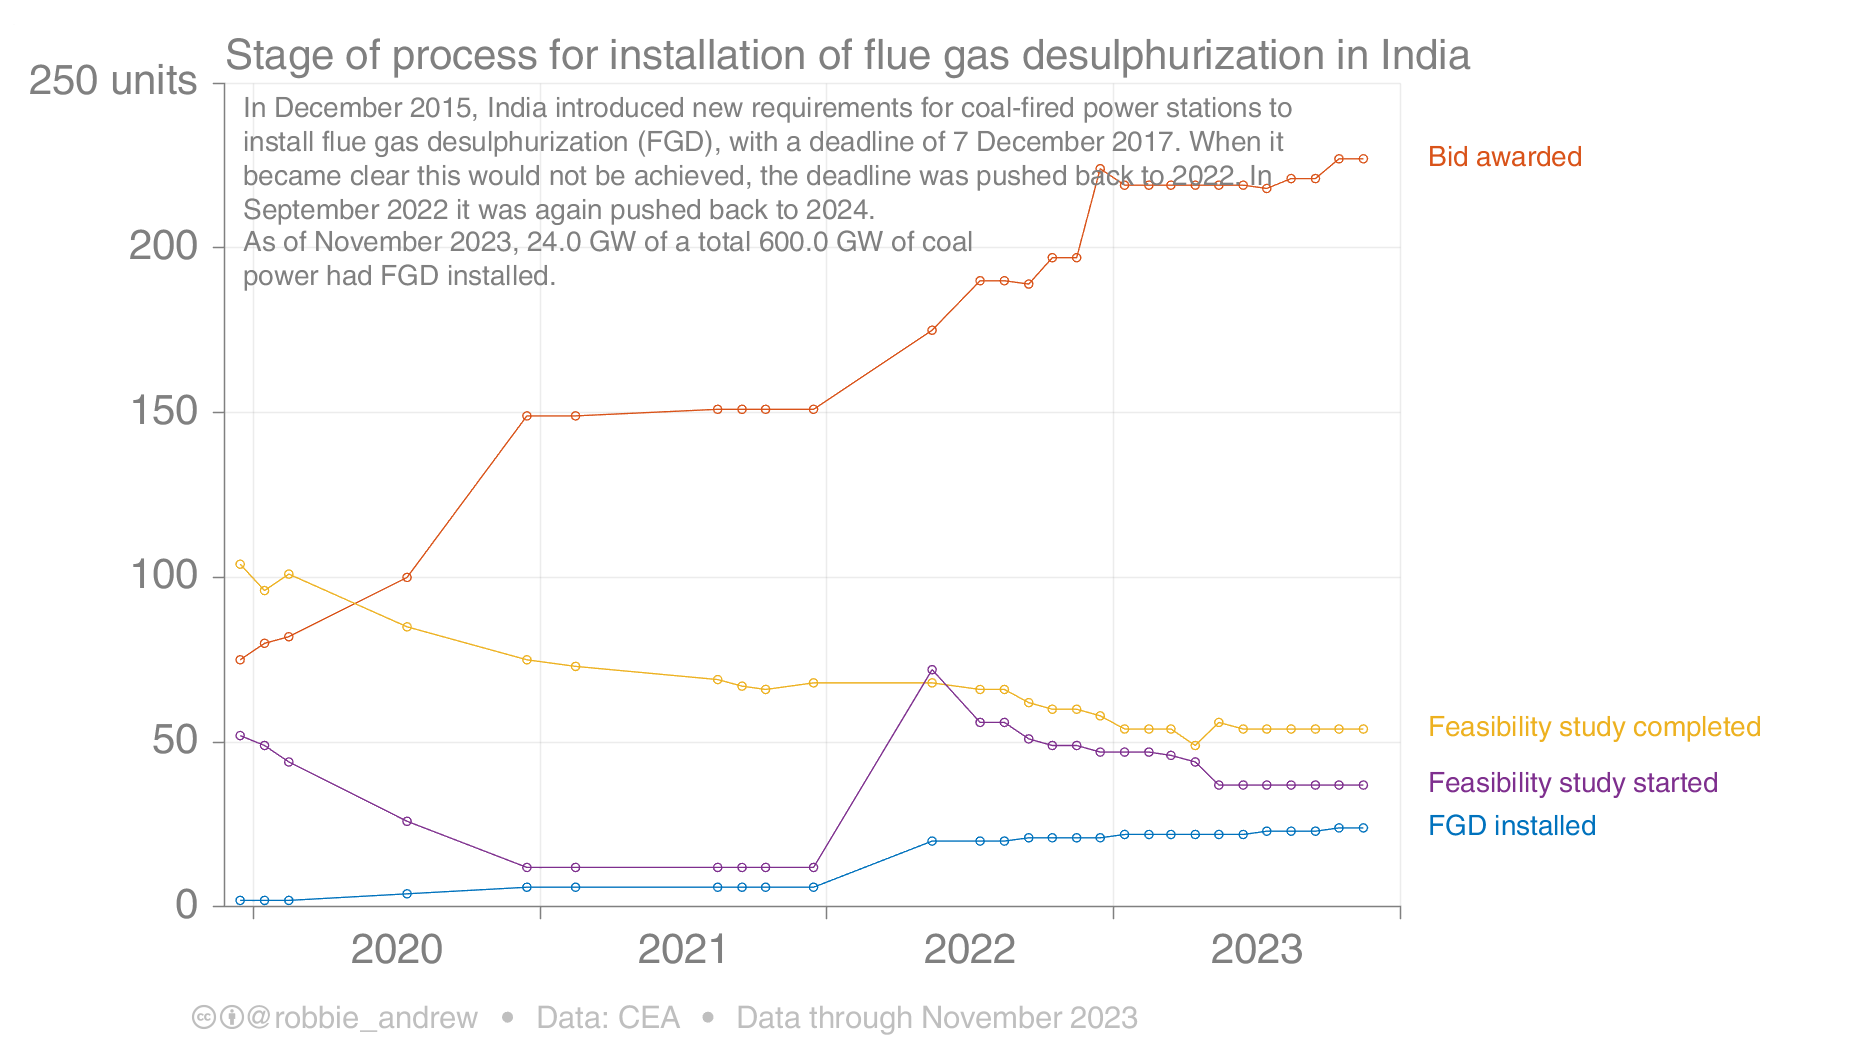 Stage of process for installation of flue gas desulphurization in India
250 units
In December 2015, India introduced new requirements for coal-fired power stations to
install flue gas desulphurization (FGD), with a deadline of 7 December 2017. When it
became clear this would not be achieved, the deadline was pushed back to 2022. In
September 2022 it was again pushed back to 2024.
As of November 2023, 24.0 GW of a total 600.0 GW of coal
power had FGD installed.
Bid awarded
200
150
100
50
0
Feasibility study completed
Feasibility study started
FGD installed
2020 2021 2022 2023
@robbie_andrew • Data: CEA • Data through November 2023